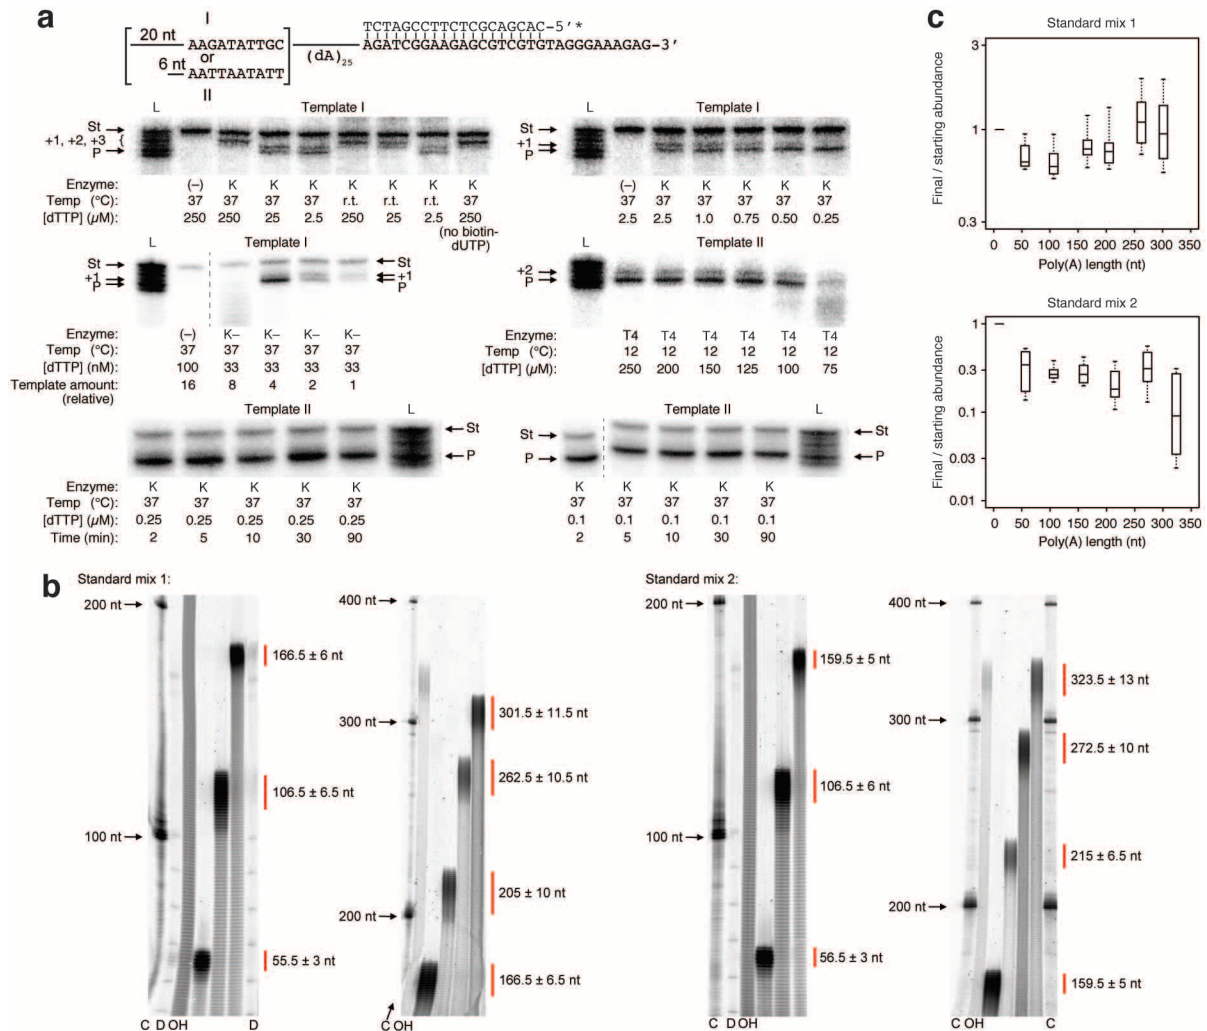 a
I
TCTAGCCTTCTCGCAGCAC–5′*
20 nt AAGATATTGC
or
(dA)25 AGATCGGAAGAGCGTCGTGTAGGGAAAGAG–3′
6 nt AATTAATATT
II
L Template I
St
+1, +2, +3 {
P
Enzyme: (–) K K K K K K K
Temp (°C): 37 37 37 37 r.t. r.t. r.t. 37
[dTTP] (µM): 250 250 25 2.5 250 25 2.5 250
(no biotin-
dUTP)
L Template I
St
+1
P
Enzyme: (–) K K K K K
Temp (°C): 37 37 37 37 37 37
[dTTP] (µM): 2.5 2.5 1.0 0.75 0.50 0.25
L Template I
St St
+1 +1
P P
Enzyme: (–) K– K– K– K–
Temp (°C): 37 37 37 37 37
[dTTP] (nM): 100 33 33 33 33
Template amount: 16 8 4 2 1
(relative)
L Template II
+2
P
Enzyme: T4 T4 T4 T4 T4 T4
Temp (°C): 12 12 12 12 12 12
[dTTP] (µM): 250 200 150 125 100 75
Template II L
St
P
Enzyme: K K K K K
Temp (°C): 37 37 37 37 37
[dTTP] (µM): 0.25 0.25 0.25 0.25 0.25
Time (min): 2 5 10 30 90
Template II L
St St
P P
Enzyme: K K K K K
Temp (°C): 37 37 37 37 37
[dTTP] (µM): 0.1 0.1 0.1 0.1 0.1
Time (min): 2 5 10 30 90
c
Standard mix 1
Final / starting abundance
3
1
0.3
0 50 100 150 200 250 300 350
Poly(A) length (nt)
Standard mix 2
Final / starting abundance
1
0.3
0.1
0.03
0.01
0 50 100 150 200 250 300 350
Poly(A) length (nt)
b
Standard mix 1:
200 nt
100 nt
166.5 ± 6 nt
106.5 ± 6.5 nt
55.5 ± 3 nt
C D OH D
400 nt
300 nt
200 nt
301.5 ± 11.5 nt
262.5 ± 10.5 nt
205 ± 10 nt
166.5 ± 6.5 nt
C OH
Standard mix 2:
200 nt
100 nt
159.5 ± 5 nt
106.5 ± 6 nt
56.5 ± 3 nt
C D OH
400 nt
300 nt
200 nt
323.5 ± 13 nt
272.5 ± 10 nt
215 ± 6.5 nt
159.5 ± 5 nt
C OH C